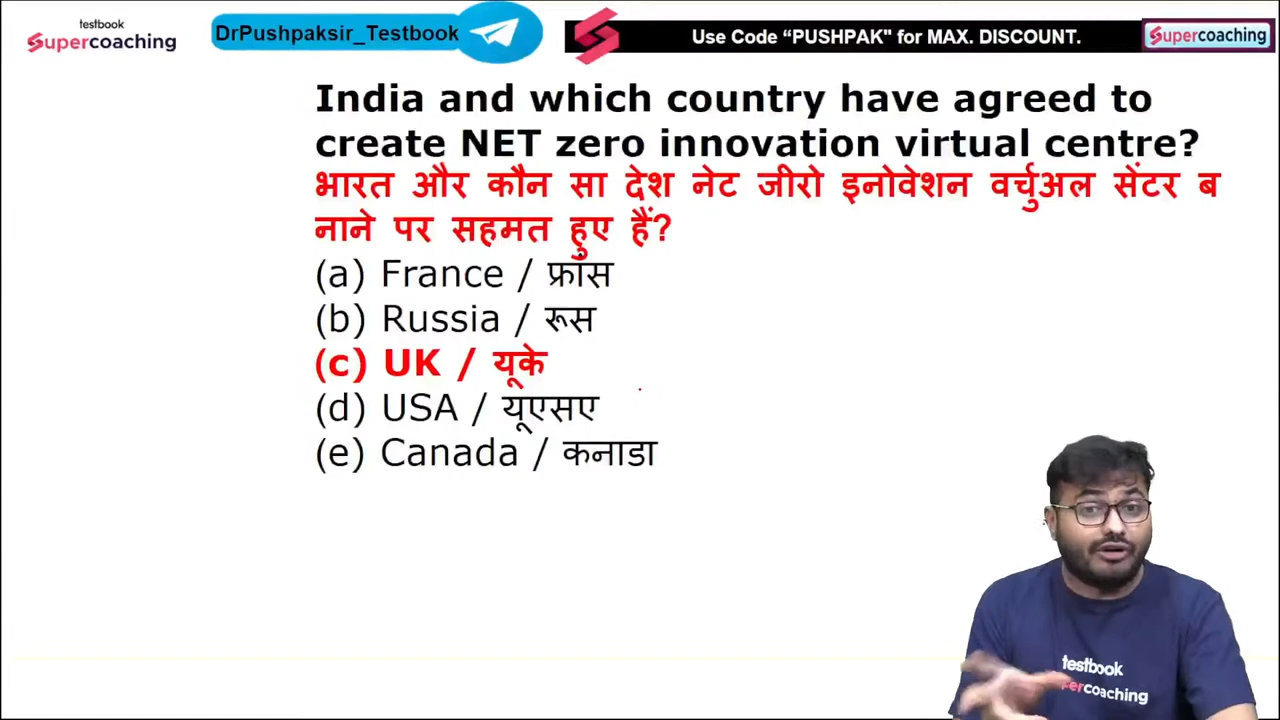 testbook
Supercoaching
DrPushpaksir_Testbook
Use Code “PUSHPAK" for MAX. DISCOUNT.
Supercoaching
India and which country have agreed to
create NET zero innovation virtual centre?
भारत और कौन सा देश नेट जीरो इनोवेशन वर्चुअल सेंटर ब
नाने पर सहमत हुए हैं?
(a) France / फ्रांस
(b) Russia / रूस
(c) UK / यूके
(d) USA / यूएसए
(e) Canada / कनाडा
testbook
Supercoaching